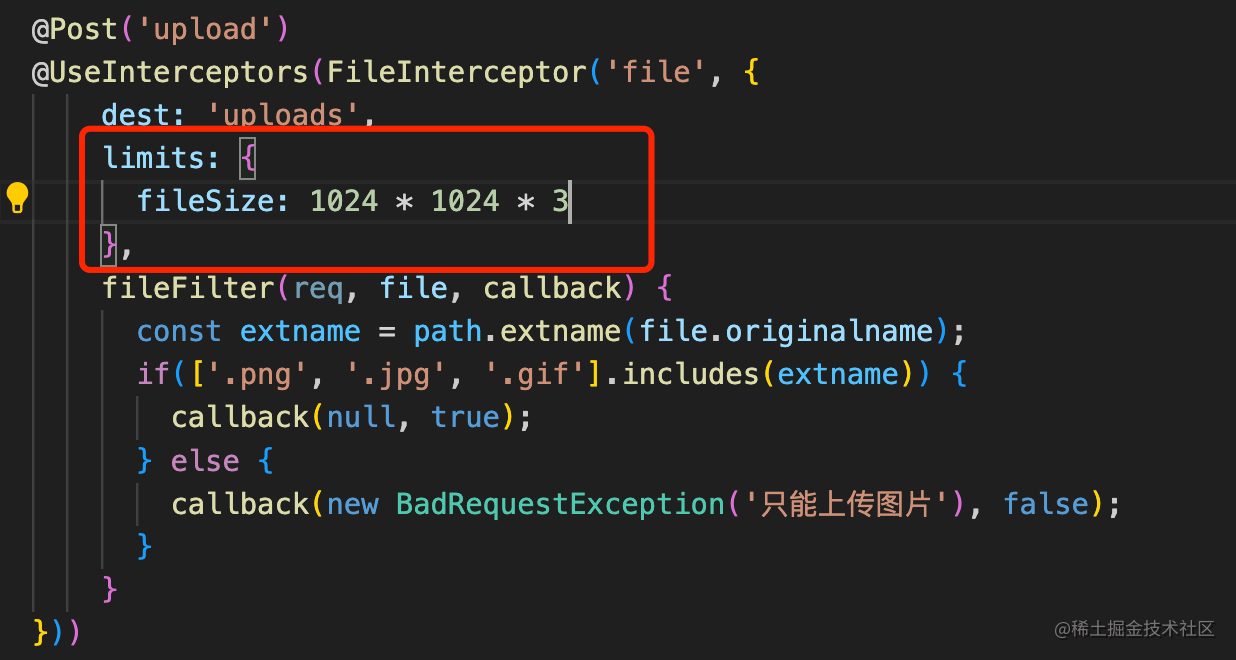 @Post('upload')
@UseInterceptors(FileInterceptor('file', {
dest: 'uploads',
limits: {
fileSize: 1024 * 1024 * 3
},
fileFilter(req, file, callback) {
const extname = path.extname(file.originalname);
if(['.png', '.jpg', '.gif'].includes(extname)) {
callback(null, true);
} else {
callback(new BadRequestException('只能上传图片'), false);
}
}
}))
@稀土掘金技术社区